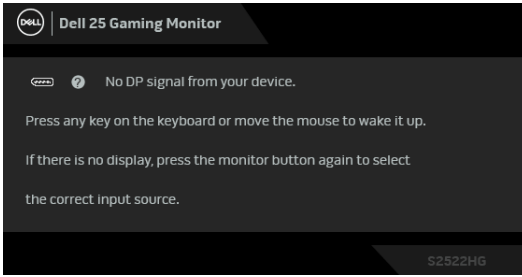 DELL
Dell 25 Gaming Monitor
? No DP signal from your device.
Press any key on the keyboard or move the mouse to wake it up.
If there is no display, press the monitor button again to select
the correct input source.
S2522HG